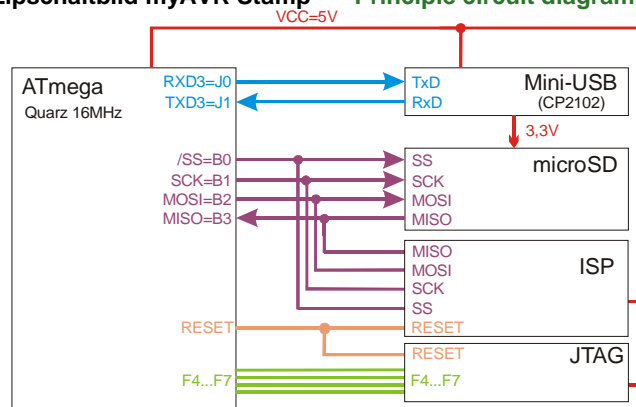 Principle circuit diagram
myAVR Stamp
VCC=5V
ATmega
Quarz 16MHz
RXD3=J0
TXD3=J1
/SS=B0
SCK=B1
MOSI=B2
MISO=B3
RESET
F4...F7
TxD
RxD
Mini-USB
(CP2102)
3,3V
SS
SCK
MOSI
MISO
microSD
MISO
MOSI
SCK
SS
RESET
ISP
RESET
F4...F7
JTAG